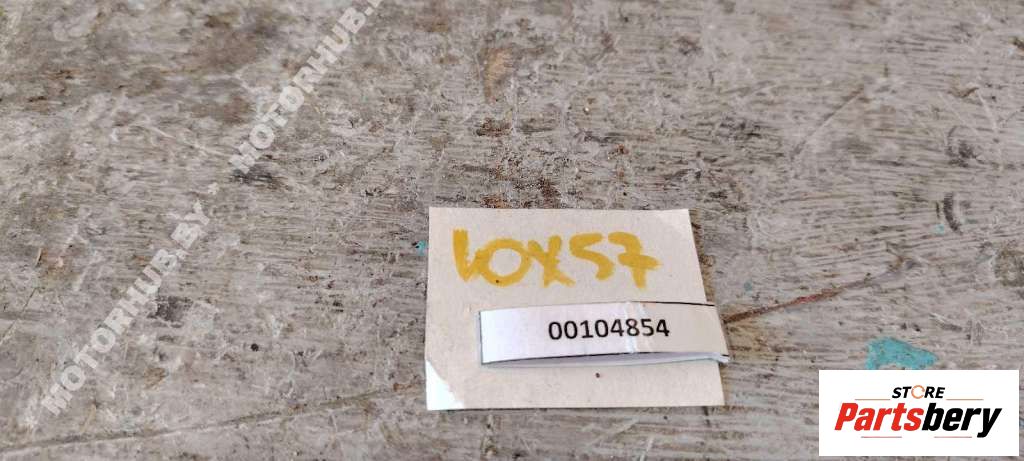 MOTORHUB.BY MOTORHUB.BY
10X57
00104854
STORE
Partsbery